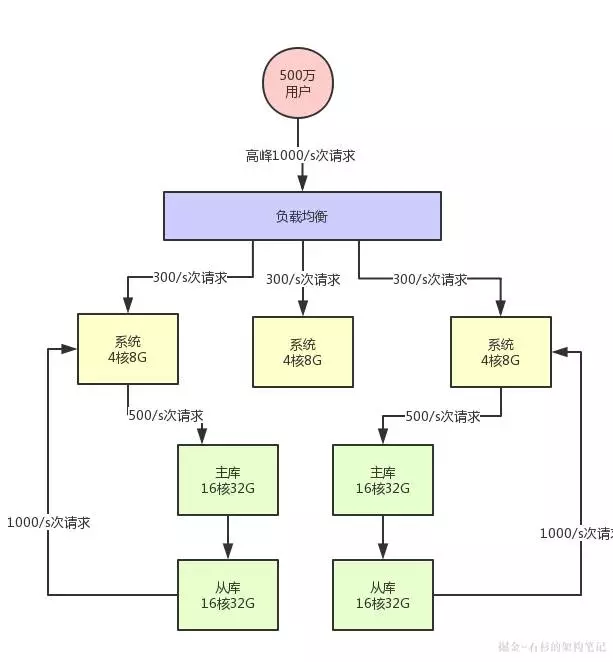 500万
用户
高峰1000/s次请求
负载均衡
300/s次请求
300/s次请求
300/s次请求
系统
4核8G
系统
4核8G
系统
4核8G
500/s次请求
500/s次请求
主库
16核32G
主库
16核32G
1000/s次请求
1000/s次请求
从库
16核32G
从库
16核32G
掘金-石杉的架构笔记